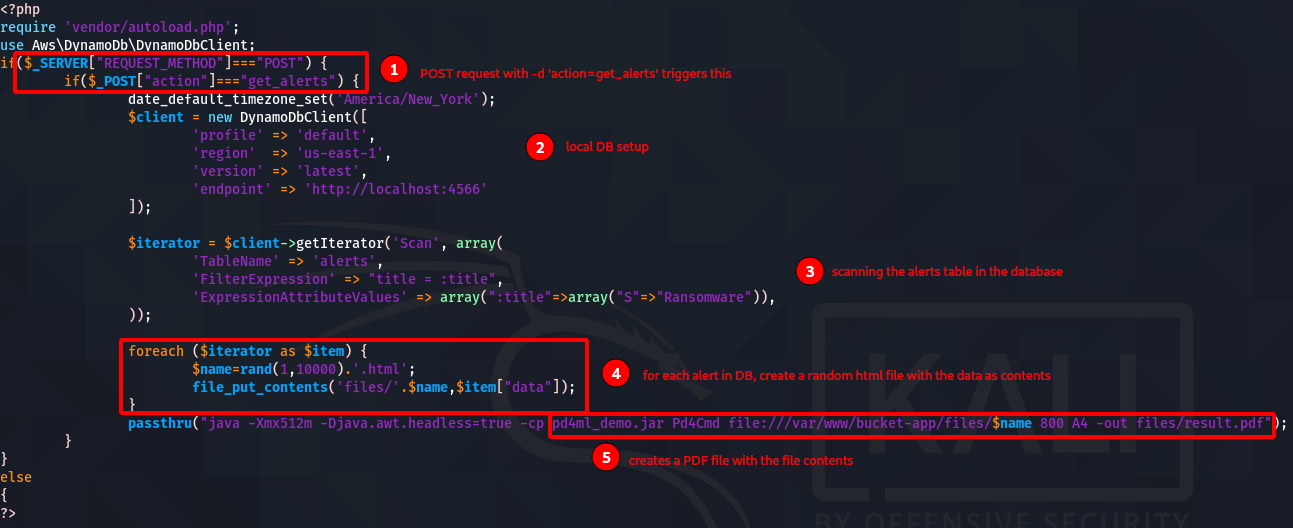 <?php
require 'vendor/autoload.php';
use Aws\DynamoDb\DynamoDbClient;
if($_SERVER["REQUEST_METHOD"]==="POST") {
1 POST request with -d 'action=get_alerts' triggers this
if($_POST["action"]==="get_alerts") {
date_default_timezone_set('America/New_York');
$client = new DynamoDbClient([
'profile' => 'default',
2 local DB setup
'region'  => 'us-east-1',
'version' => 'latest',
'endpoint' => 'http://localhost:4566'
]);
$iterator = $client->getIterator('Scan', array(
'TableName' => 'alerts',
3 scanning the alerts table in the database
'FilterExpression' => "title = :title",
'ExpressionAttributeValues' => array(":title"=>array("S"=>"Ransomware")),
));
foreach ($iterator as $item) {
$name=rand(1,10000).'.html';
4 for each alert in DB, create a random html file with the data as contents
file_put_contents('files/'.$name,$item["data"]);
}
passthru("java -Xmx512m -Djava.awt.headless=true -cp pd4ml_demo.jar Pd4Cmd file:///var/www/bucket-app/files/$name 800 A4 -out files/result.pdf");
}
5 creates a PDF file with the file contents
}
else
{
?>
KALI
BY OFFENSIVE SECURITY